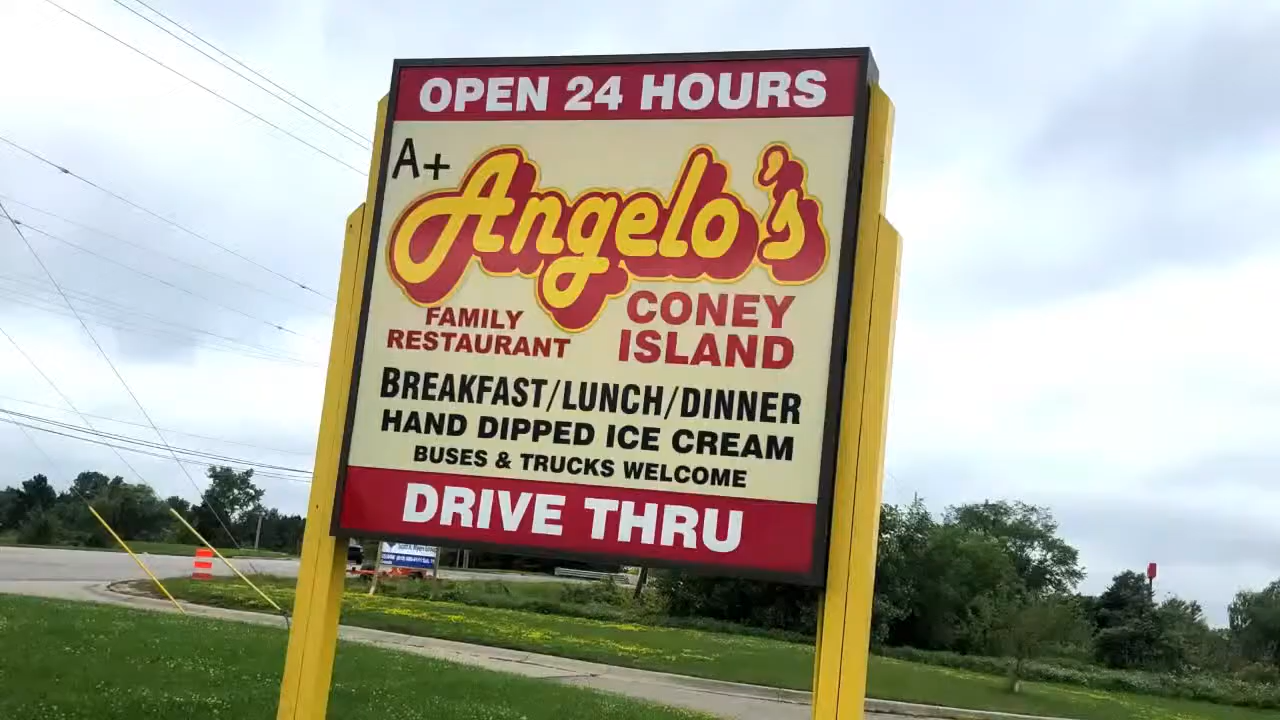 OPEN 24 HOURS
A+
Angelo's
FAMILY
RESTAURANT
CONEY
ISLAND
BREAKFAST/LUNCH/DINNER
HAND DIPPED ICE CREAM
BUSES & TRUCKS WELCOME
DRIVE THRU